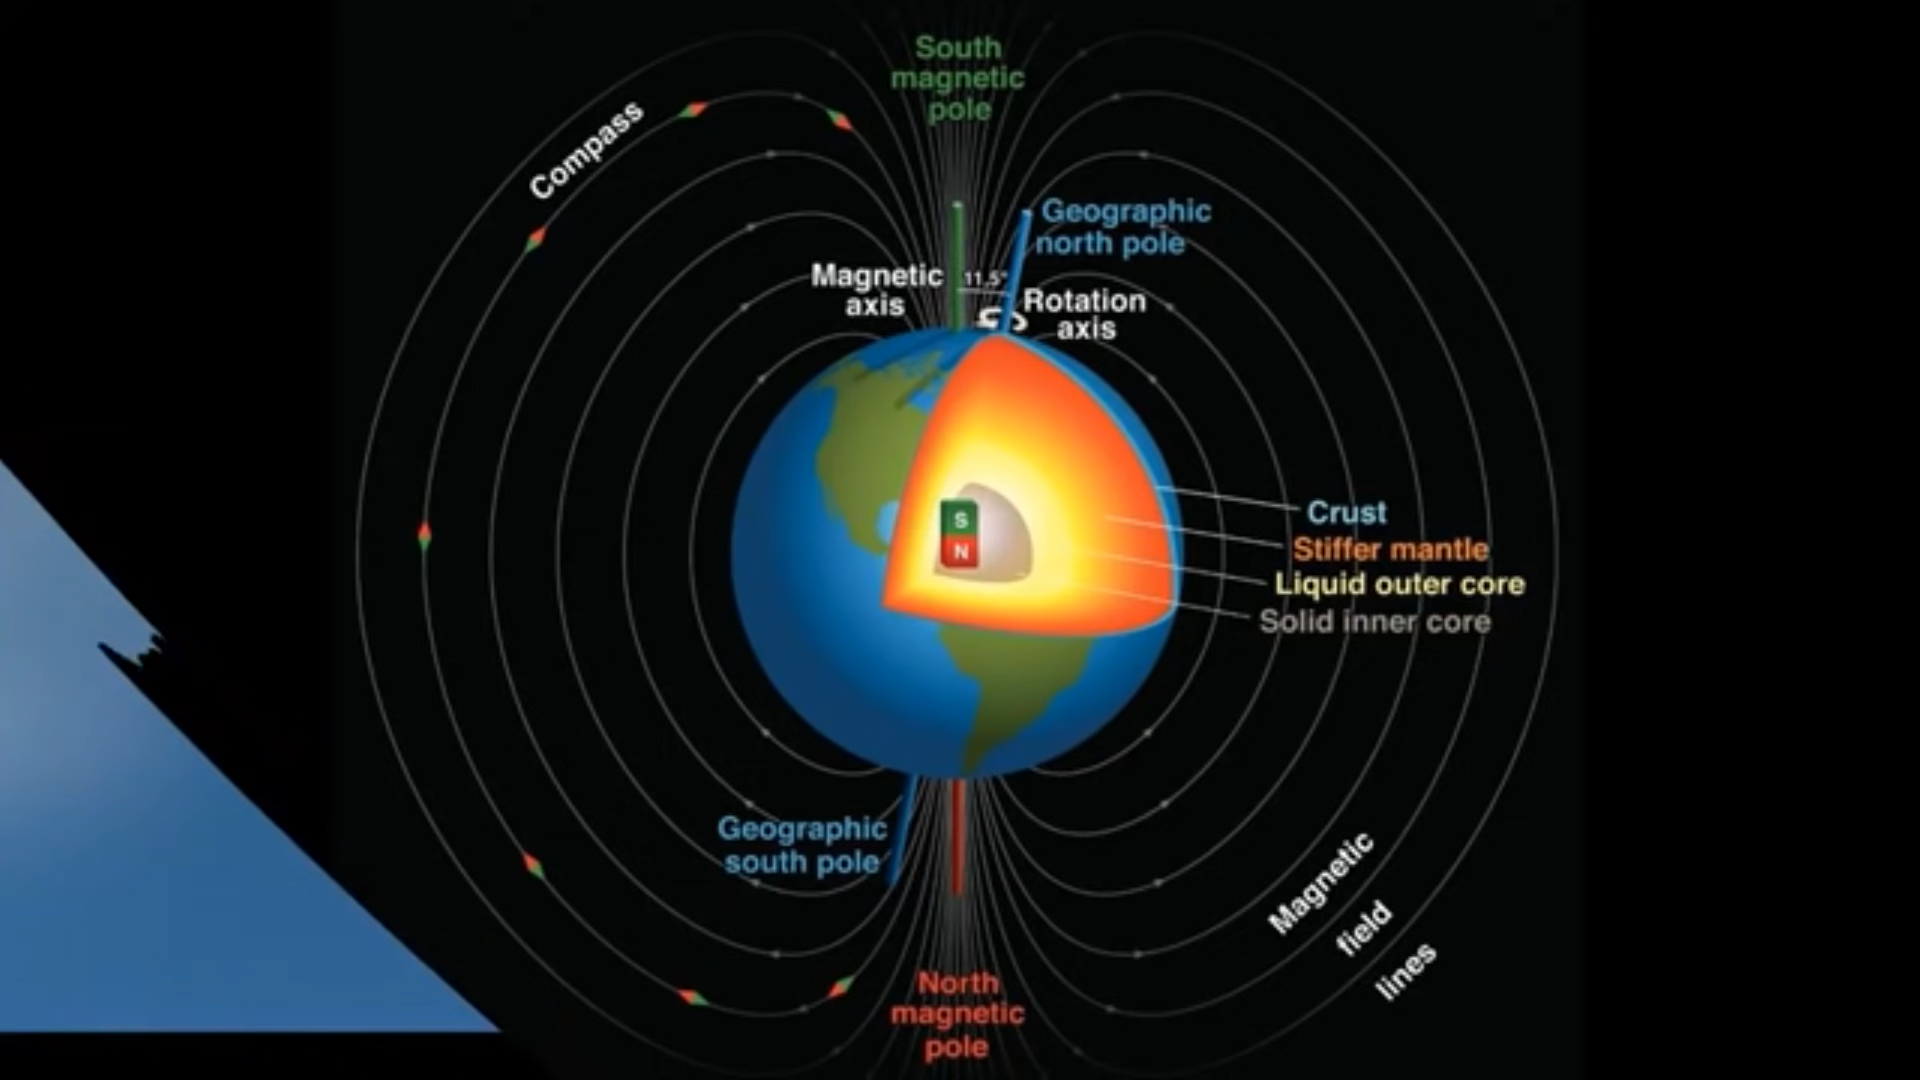 South
magnetic
pole
Compass
Geographic
north pole
Magnetic
axis
11.5°
Rotation
axis
S
N
Crust
Stiffer mantle
Liquid outer core
Solid inner core
Geographic
south pole
Magnetic
field
lines
North
magnetic
pole